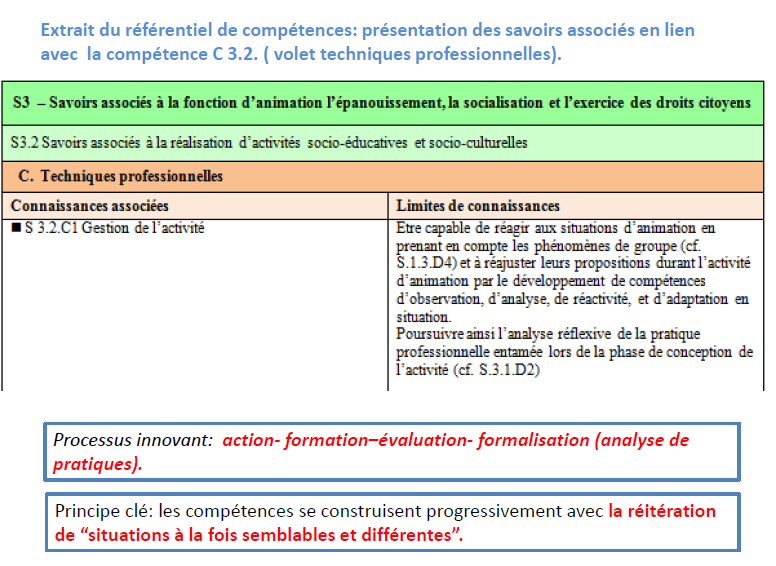 Extrait du référentiel de compétences: présentation des savoirs associés en lien
avec  la compétence C 3.2. ( volet techniques professionnelles).
S3  – Savoirs associés à la fonction d’animation l’épanouissement, la socialisation et l’exercice des droits citoyens
S3.2 Savoirs associés à la réalisation d’activités  socio-éducatives et socio-culturelles
C.  Techniques professionnelles
Connaissances associées
Limites de connaissances
■ S 3.2.C1 Gestion de l’activité
Etre capable de réagir aux situations d’animation en
prenant en compte les phénomènes de groupe (cf.
S.1.3.D4) et à réajuster leurs propositions durant l’activité
d’animation par le développement de compétences
d’observation, d’analyse, de réactivité, et d’adaptation en
situation.
Poursuivre ainsi l’analyse réflexive de la pratique
professionnelle entamée lors de la phase de conception de
l’activité (cf. S.3.1.D2)
Processus innovant:  action- formation–évaluation- formalisation (analyse de
pratiques).
Principe clé: les compétences se construisent progressivement avec la réitération
de “situations à la fois semblables et différentes”.